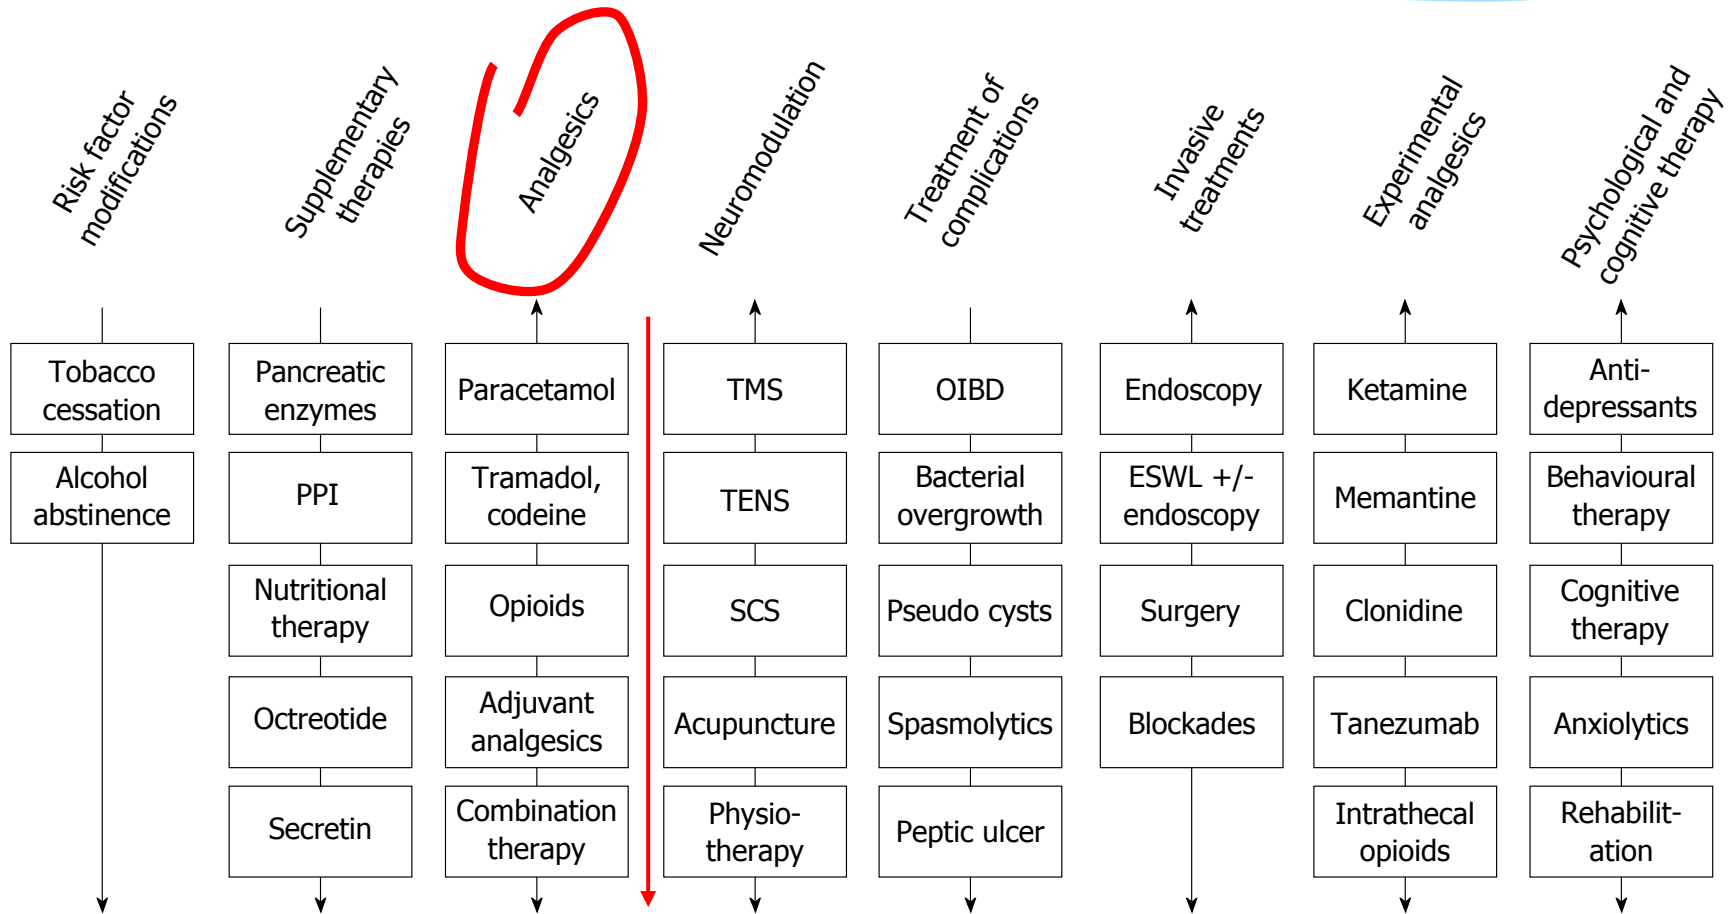 Risk factor
modifications
Supplementary
therapies
Analgesics
Neuromodulation
Treatment of
complications
Invasive
treatments
Experimental
analgesics
Psychological and
cognitive therapy
Tobacco
cessation
Alcohol
abstinence
Pancreatic
enzymes
PPI
Nutritional
therapy
Octreotide
Secretin
Paracetamol
Tramadol,
codeine
Opioids
Adjuvant
analgesics
Combination
therapy
TMS
TENS
SCS
Acupuncture
Physio-
therapy
OIBD
Bacterial
overgrowth
Pseudo cysts
Spasmolytics
Peptic ulcer
Endoscopy
ESWL +/-
endoscopy
Surgery
Blockades
Ketamine
Memantine
Clonidine
Tanezumab
Intrathecal
opioids
Anti-
depressants
Behavioural
therapy
Cognitive
therapy
Anxiolytics
Rehabilit-
ation